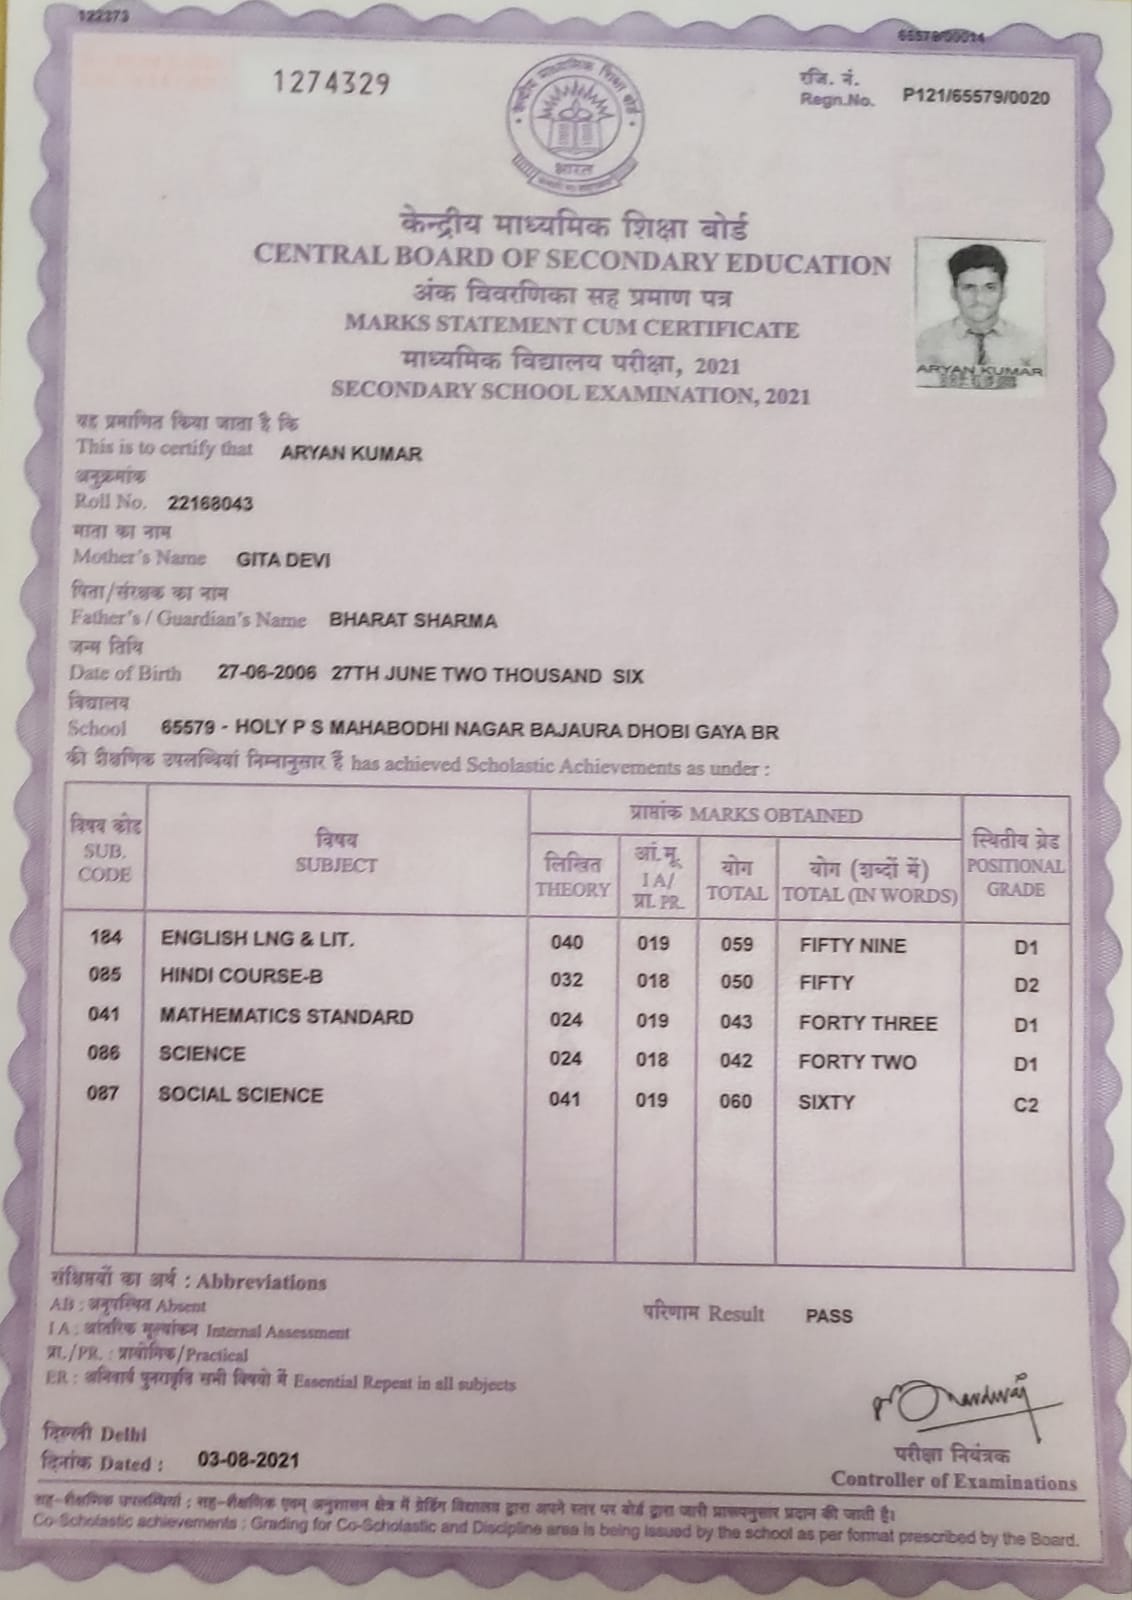 122373
65579/00014
1274329
रजि. नं.
Regn.No. P121/65579/0020
केन्द्रीय माध्यमिक शिक्षा बोर्ड
भारत
केन्द्रीय माध्यमिक शिक्षा बोर्ड
CENTRAL BOARD OF SECONDARY EDUCATION
अंक विवरणिका सह प्रमाण पत्र
MARKS STATEMENT CUM CERTIFICATE
माध्यमिक विद्यालय परीक्षा, 2021
SECONDARY SCHOOL EXAMINATION, 2021
ARYAN KUMAR
यह प्रमाणित किया जाता है कि
This is to certify that ARYAN KUMAR
अनुक्रमांक
Roll No. 22168043
माता का नाम
Mother's Name GITA DEVI
पिता/संरक्षक का नाम
Father's / Guardian's Name BHARAT SHARMA
जन्म तिथि
Date of Birth 27-06-2006 27TH JUNE TWO THOUSAND SIX
विद्यालय
School 65579 - HOLY P S MAHABODHI NAGAR BAJAURA DHOBI GAYA BR
की शैक्षणिक उपलब्धियां निम्नानुसार हैं has achieved Scholastic Achievements as under :
विषय कोड
SUB.
CODE
विषय
SUBJECT
प्राप्तांक MARKS OBTAINED
लिखित
THEORY
आं.मू.
I A/
प्रा. PR.
योग
TOTAL
योग (शब्दों में)
TOTAL (IN WORDS)
स्थितीय ग्रेड
POSITIONAL
GRADE
184 ENGLISH LNG & LIT. 040 019 059 FIFTY NINE D1
085 HINDI COURSE-B 032 018 050 FIFTY D2
041 MATHEMATICS STANDARD 024 019 043 FORTY THREE D1
086 SCIENCE 024 018 042 FORTY TWO D1
087 SOCIAL SCIENCE 041 019 060 SIXTY C2
संक्षिप्तयों का अर्थ : Abbreviations
AB : अनुपस्थित Absent
I A : आंतरिक मूल्यांकन Internal Assessment
प्रा./PR. : प्रायोगिक/Practical
ER : अनिवार्य पुनरावृति सभी विषयो में Essential Repeat in all subjects
परिणाम Result PASS
दिल्ली Delhi
दिनांक Dated : 03-08-2021
परीक्षा नियंत्रक
Controller of Examinations
सह-शैक्षणिक उपलब्धियां : सह-शैक्षणिक एवम् अनुशासन क्षेत्र में ग्रेडिंग विद्यालय द्वारा अपने स्तर पर बोर्ड द्वारा जारी प्रारूपनुसार प्रदान की जाती है।
Co-Scholastic achievements : Grading for Co-Scholastic and Discipline area is being issued by the school as per format prescribed by the Board.